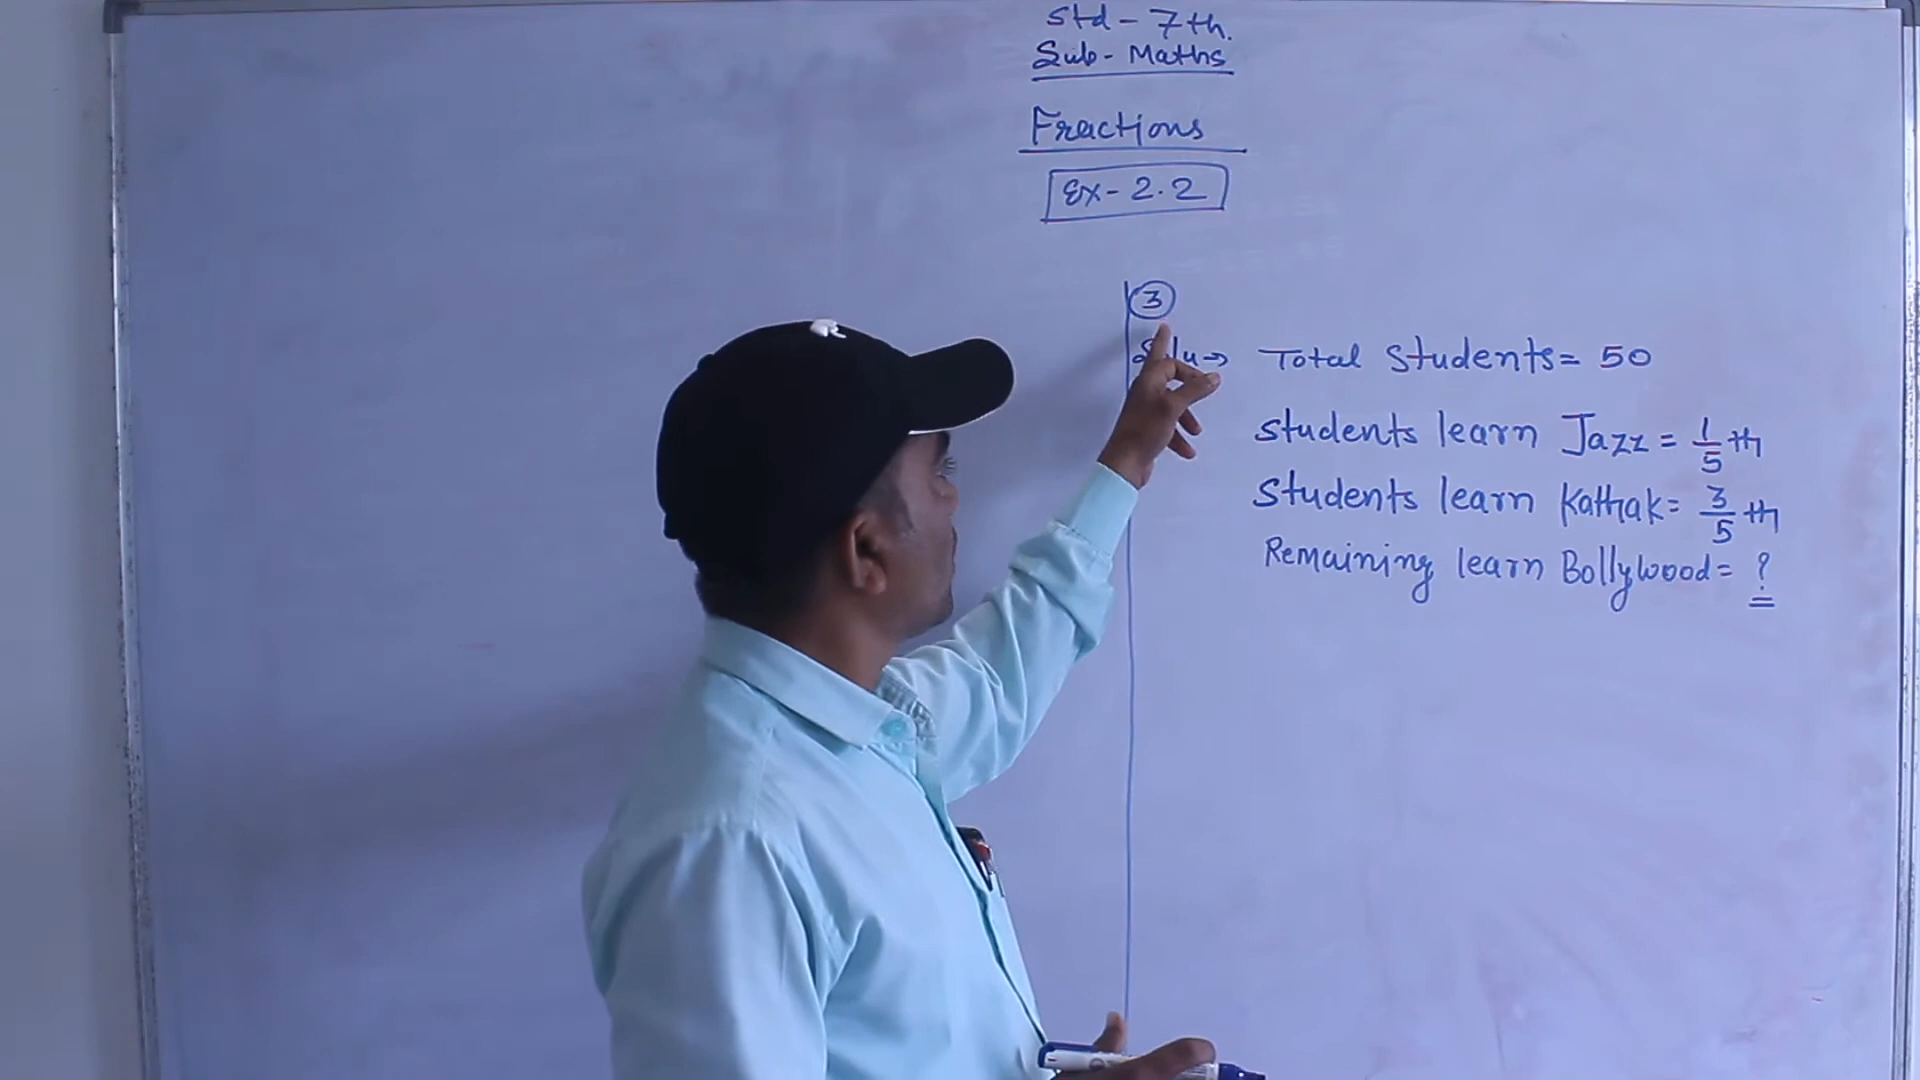 Std - 7th.
Sub - Maths
Fractions
Ex - 2.2
3
Total Students = 50
Students learn Jazz = 1/5 th
Students learn Kathak = 3/5 th
Remaining learn Bollywood = ?